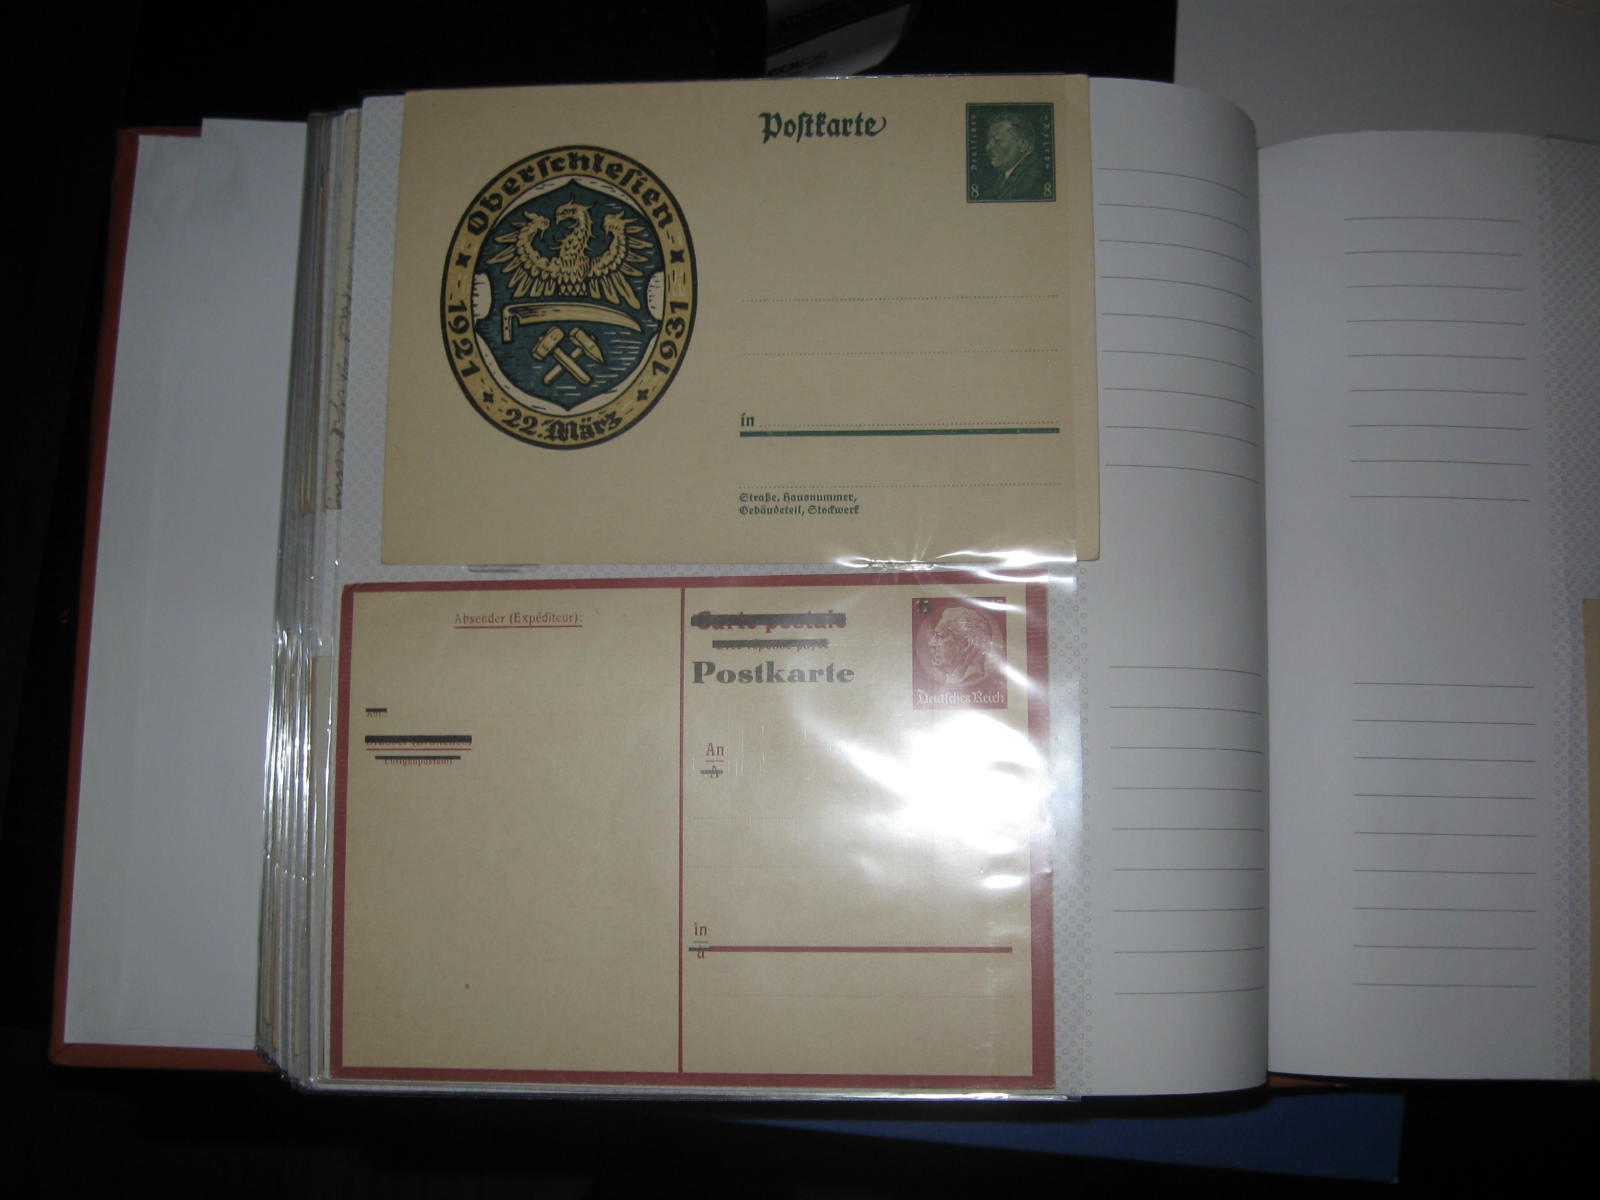 Postkarte
Deutsches Reich
8 8
Oberschlesien
1921 1931
22. März
in
Straße, Hausnummer,
Gebäudeteil, Stockwerk
Absender (Expéditeur):
Carte postale
Postkarte
Deutsches Reich
An
A
in
à